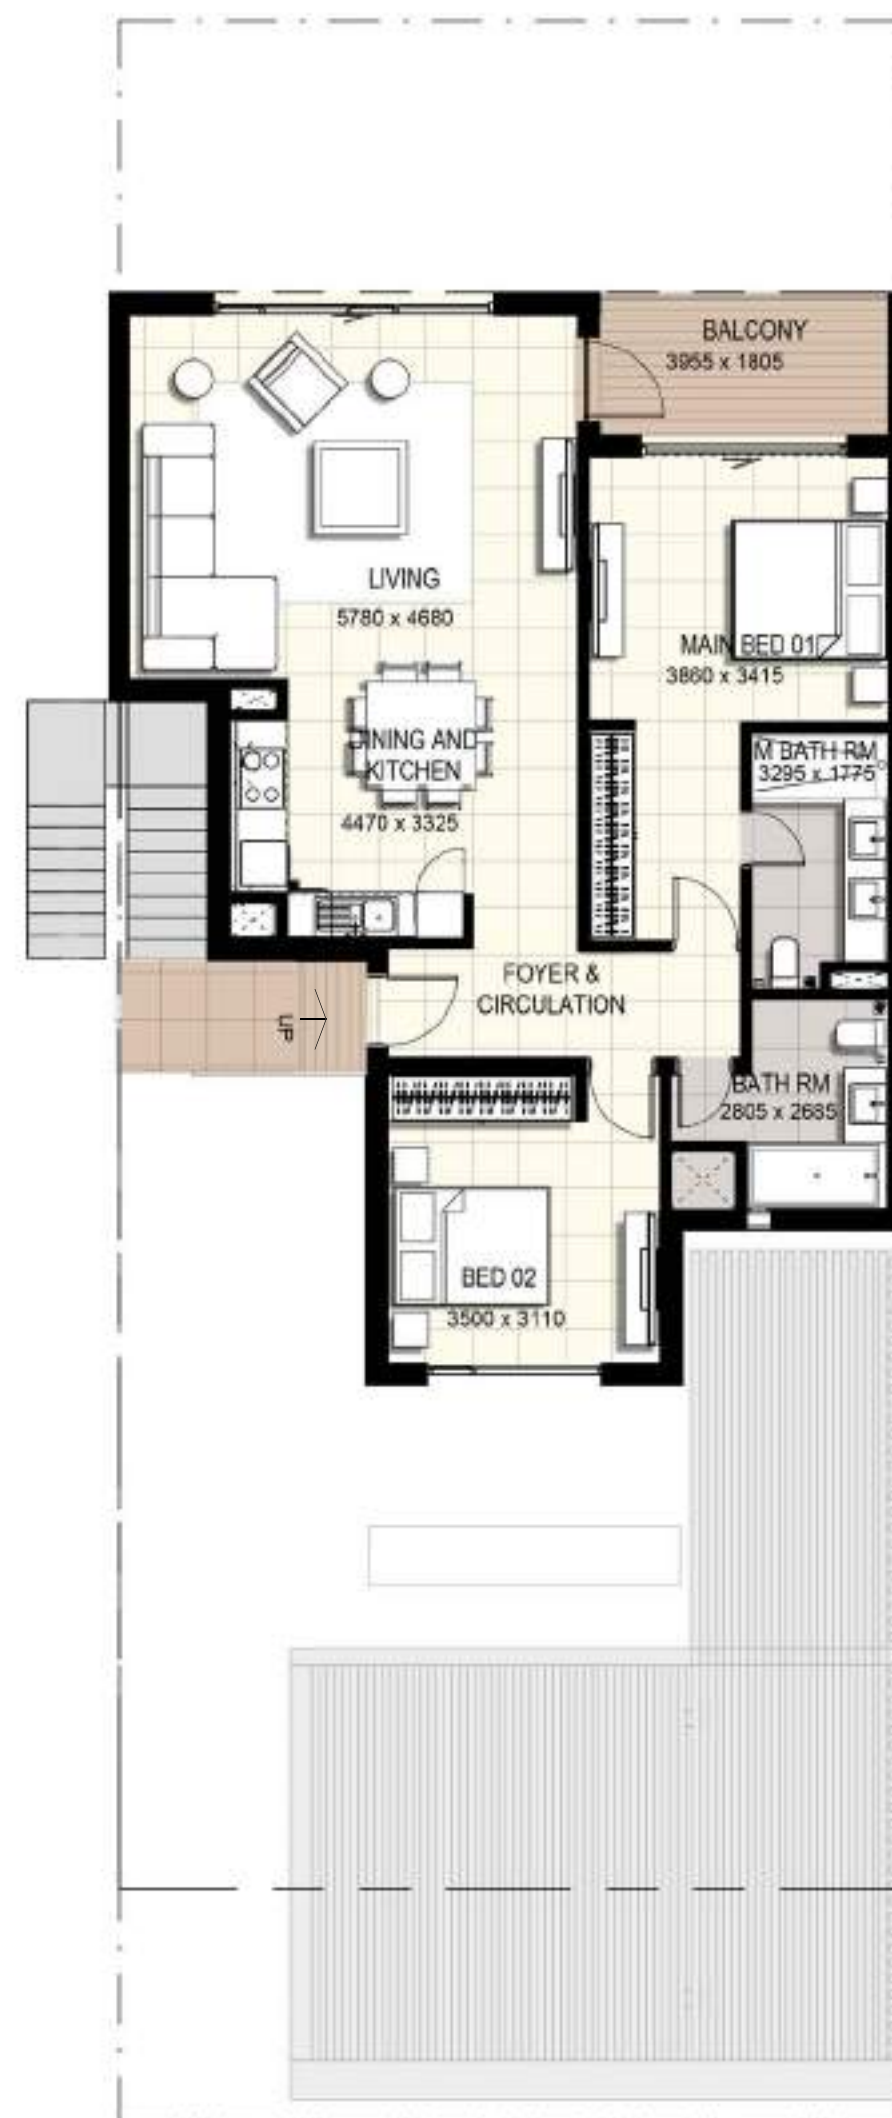 BALCONY
3955 x 1805
LIVING
5780 x 4680
MAIN BED 01
3860 x 3415
DINING AND
KITCHEN
4470 x 3325
M BATH RM
3295 x 1775
FOYER &
CIRCULATION
UP
BATH RM
2805 x 2685
BED 02
3500 x 3110